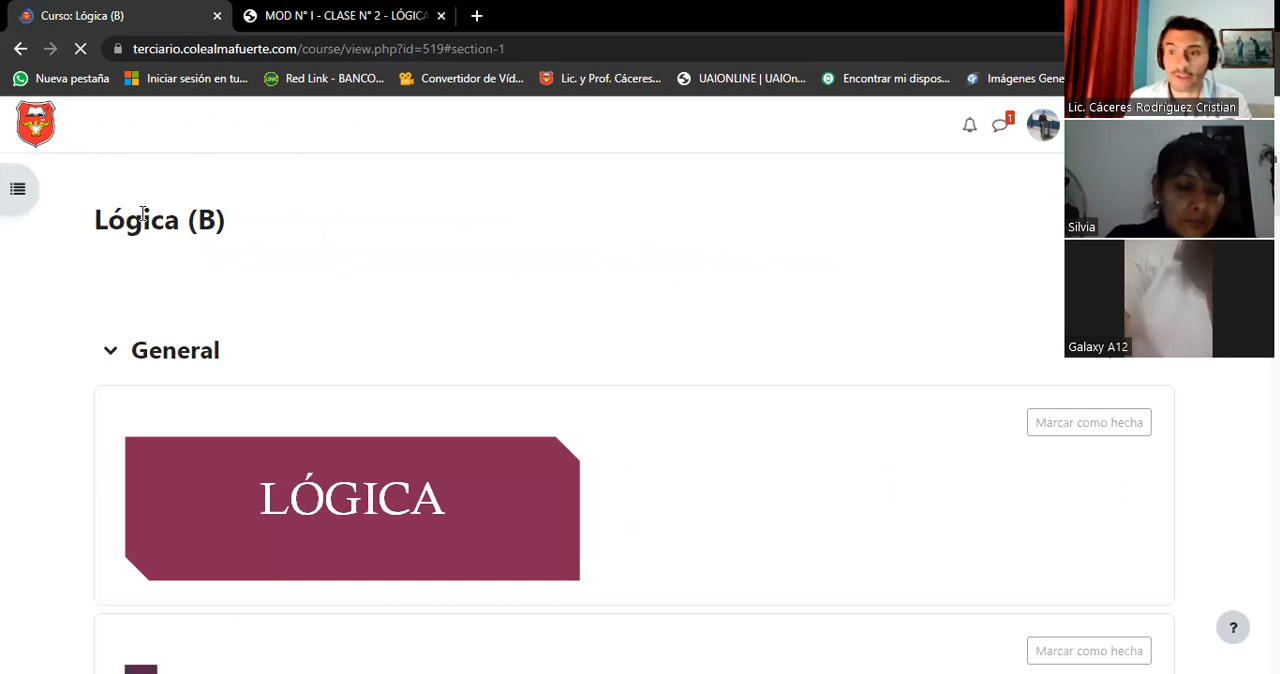 Curso: Lógica (B)
MOD N° I - CLASE N° 2 - LÓGICA
terciario.colealmafuerte.com/course/view.php?id=519#section-1
Nueva pestaña
Iniciar sesión en tu...
Red Link - BANCO...
Convertidor de Víd...
Lic. y Prof. Cáceres...
UAIONLINE | UAIOn...
Encontrar mi dispos...
Imágenes Gene
LINK
1
Lic. Cáceres Rodríguez Cristian
Silvia
Galaxy A12
Lógica (B)
General
Marcar como hecha
LÓGICA
Marcar como hecha
?